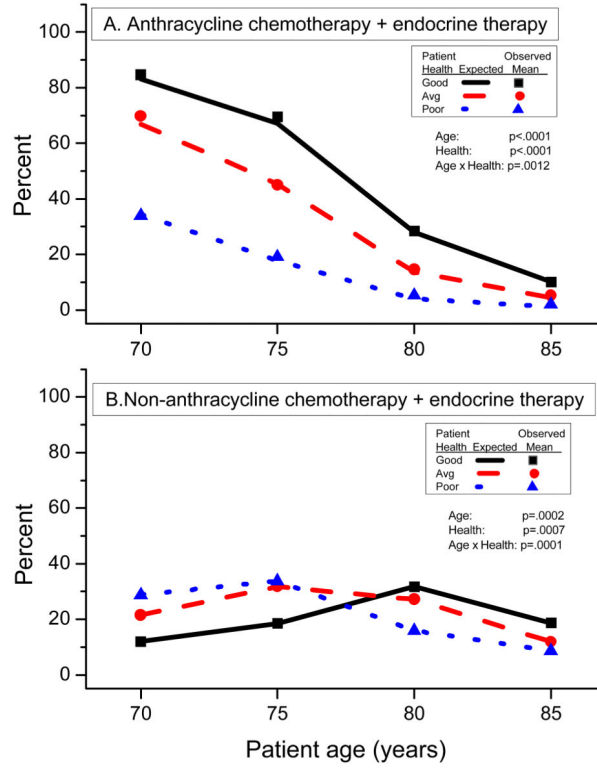 A. Anthracycline chemotherapy + endocrine therapy
Patient Observed
Health Expected Mean
Good
Avg
Poor
Age: p<.0001
Health: p<.0001
Age x Health: p=.0012
100
80
60
40
20
0
Percent
70 75 80 85
B.Non-anthracycline chemotherapy + endocrine therapy
Patient Observed
Health Expected Mean
Good
Avg
Poor
Age: p=.0002
Health: p=.0007
Age x Health: p=.0001
100
80
60
40
20
0
Percent
70 75 80 85
Patient age (years)